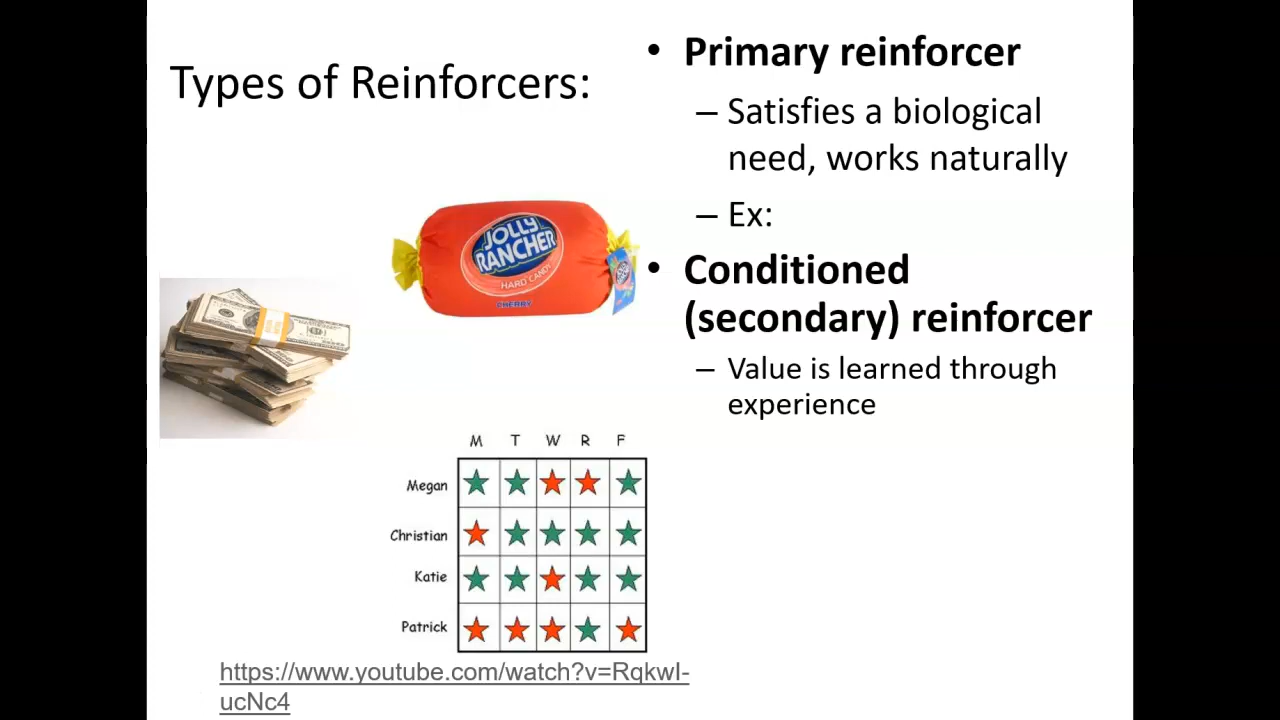 Types of Reinforcers:
• Primary reinforcer
– Satisfies a biological
need, works naturally
– Ex:
• Conditioned
(secondary) reinforcer
– Value is learned through
experience
JOLLY
RANCHER
HARD CANDY
CHERRY
M T W R F
Megan
Christian
Katie
Patrick
https://www.youtube.com/watch?v=RqkwI-
ucNc4